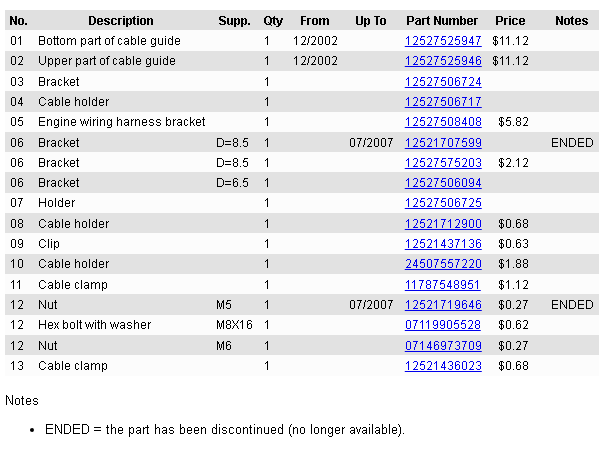 No. Description Supp. Qty From Up To Part Number Price Notes
01 Bottom part of cable guide 1 12/2002 12527525947 $11.12
02 Upper part of cable guide 1 12/2002 12527525946 $11.12
03 Bracket 1 12527506724
04 Cable holder 1 12527506717
05 Engine wiring harness bracket 1 12527508408 $5.82
06 Bracket D=8.5 1 07/2007 12521707599 ENDED
06 Bracket D=8.5 1 12527575203 $2.12
06 Bracket D=6.5 1 12527506094
07 Holder 1 12527506725
08 Cable holder 1 12521712900 $0.68
09 Clip 1 12521437136 $0.63
10 Cable holder 1 24507557220 $1.88
11 Cable clamp 1 11787548951 $1.12
12 Nut M5 1 07/2007 12521719646 $0.27 ENDED
12 Hex bolt with washer M8X16 1 07119905528 $0.62
12 Nut M6 1 07146973709 $0.27
13 Cable clamp 1 12521436023 $0.68
Notes
• ENDED = the part has been discontinued (no longer available).